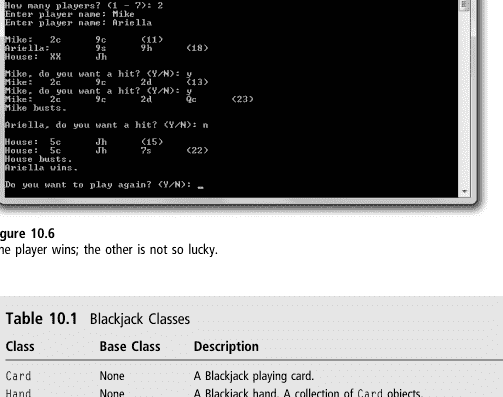 How many players? (1 - 7): 2
Enter player name: Mike
Enter player name: Ariella
Mike: 2c 9c (11)
Ariella: 9s 9h (18)
House: XX Jh
Mike, do you want a hit? (Y/N): y
Mike: 2c 9c 2d (13)
Mike, do you want a hit? (Y/N): y
Mike: 2c 9c 2d Qc (23)
Mike busts.
Ariella, do you want a hit? (Y/N): n
House: 5c Jh (15)
House: 5c Jh 7s (22)
House busts.
Ariella wins.
Do you want to play again? (Y/N): _
gure 10.6
ne player wins; the other is not so lucky.
Table 10.1 Blackjack Classes
Class Base Class Description
Card None A Blackjack playing card.
Hand None A Blackjack hand. A collection of Card objects.